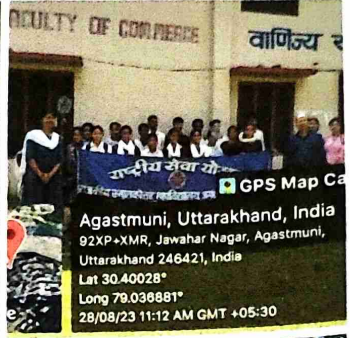 FACULTY OF COMMERCE
वाणिज्य
राष्ट्रीय सेवा
GPS Map Ca
Agastmuni, Uttarakhand, India
92XP+XMR, Jawahar Nagar, Agastmuni,
Uttarakhand 246421, India
Lat 30.40028°
Long 79.036881°
28/08/23 11:12 AM GMT +05:30